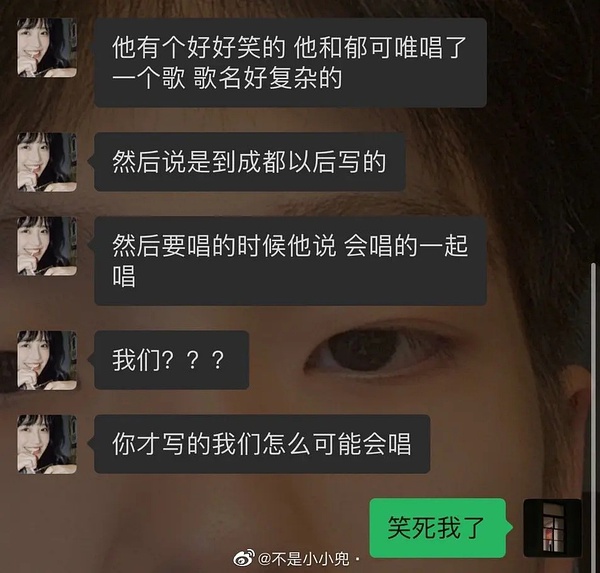 他有个好好笑的 他和郁可唯唱了
一个歌 歌名好复杂的
然后说是到成都以后写的
然后要唱的时候他说 会唱的一起
唱
我们？？？
你才写的我们怎么可能会唱
笑死我了
@不是小小兜·